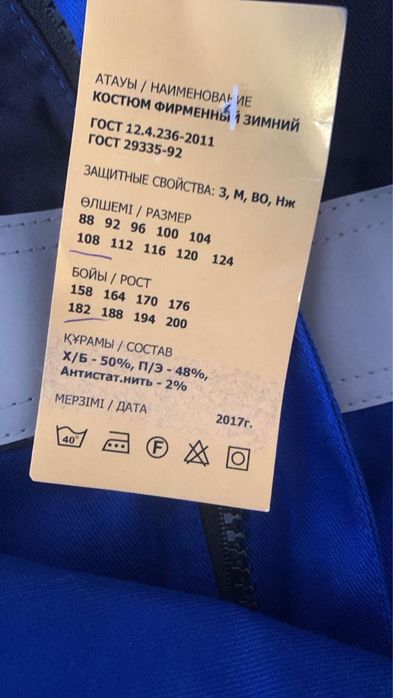 АТАУЫ / НАИМЕНОВАНИЕ
КОСТЮМ ФИРМЕННЫЙ ЗИМНИЙ
ГОСТ 12.4.236-2011
ГОСТ 29335-92
ЗАЩИТНЫЕ СВОЙСТВА: З, М, ВО, Нж
ӨЛШЕМІ / РАЗМЕР
88 92 96 100 104
108 112 116 120 124
БОЙЫ / РОСТ
158 164 170 176
182 188 194 200
ҚҰРАМЫ / СОСТАВ
Х/Б - 50%, П/Э - 48%,
Антистат.нить - 2%
МЕРЗІМІ / ДАТА 2017г.
40° F